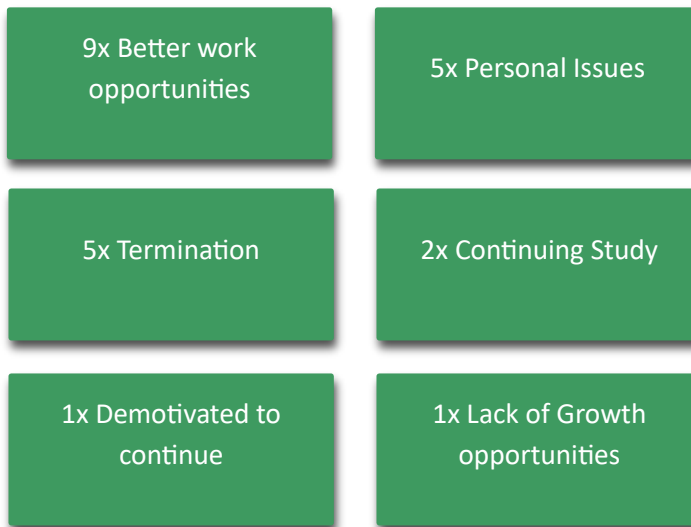 9x Better work
opportunities
5x Personal Issues
5x Termination
2x Continuing Study
1x Demotivated to
continue
1x Lack of Growth
opportunities